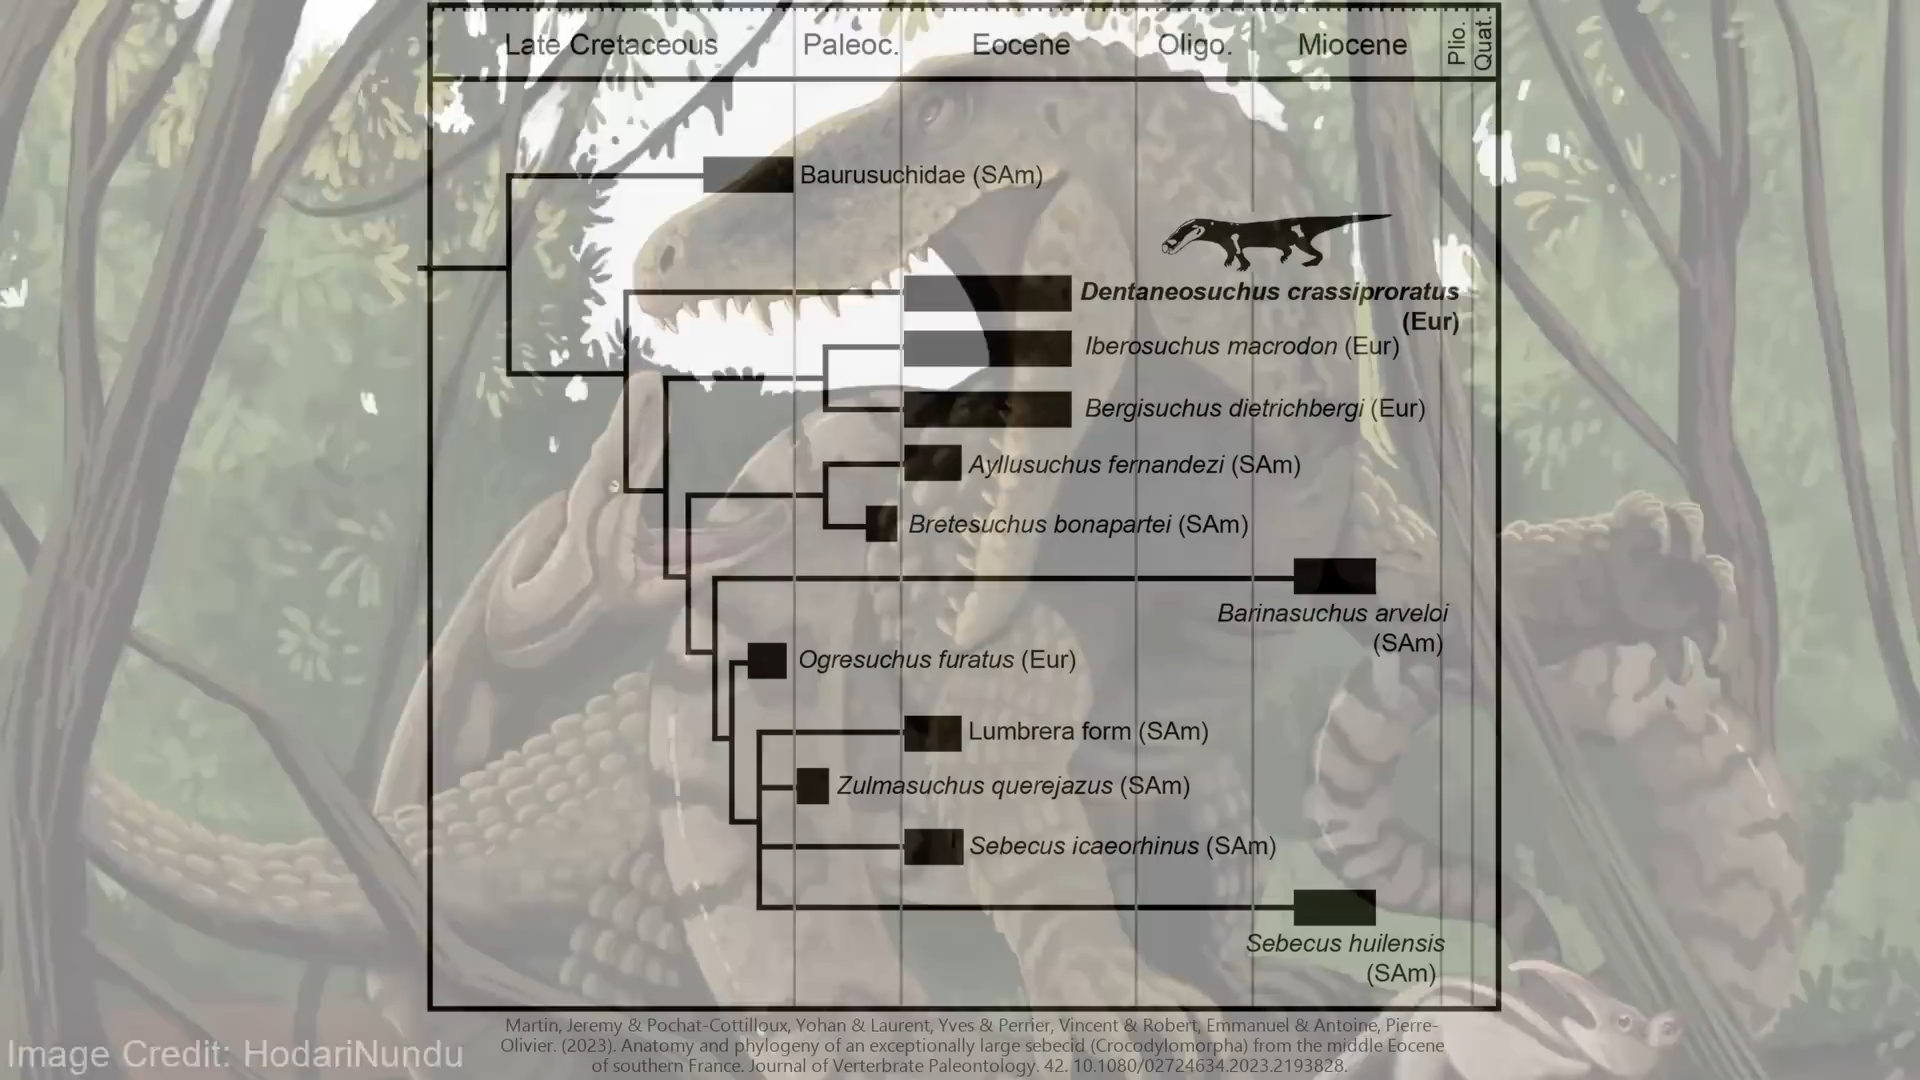 Late Cretaceous
Paleoc.
Eocene
Oligo.
Miocene
Plio.
Quat.
Baurusuchidae (SAm)
Dentaneosuchus crassiproratus
(Eur)
Iberosuchus macrodon (Eur)
Bergisuchus dietrichbergi (Eur)
Ayllusuchus fernandezi (SAm)
Bretesuchus bonapartei (SAm)
Barinasuchus arveloi
(SAm)
Ogresuchus furatus (Eur)
Lumbrera form (SAm)
Zulmasuchus querejazus (SAm)
Sebecus icaeorhinus (SAm)
Sebecus huilensis
(SAm)
Martin, Jeremy & Pochat-Cottilloux, Yohan & Laurent, Yves & Perrier, Vincent & Robert, Emmanuel & Antoine, Pierre-
Olivier. (2023). Anatomy and phylogeny of an exceptionally large sebecid (Crocodylomorpha) from the middle Eocene
of southern France. Journal of Verterbrate Paleontology. 42. 10.1080/02724634.2023.2193828.
Image Credit: HodariNundu